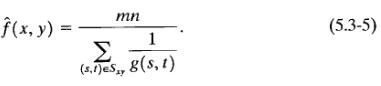 f̂(x, y) = mn / ∑_{(s,t)∈S_{xy}} 1/g(s, t) . (5.3-5)